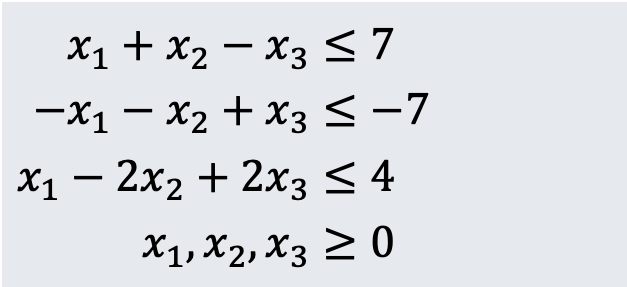 x₁ + x₂ − x₃ ≤ 7
−x₁ − x₂ + x₃ ≤ −7
x₁ − 2x₂ + 2x₃ ≤ 4
x₁, x₂, x₃ ≥ 0